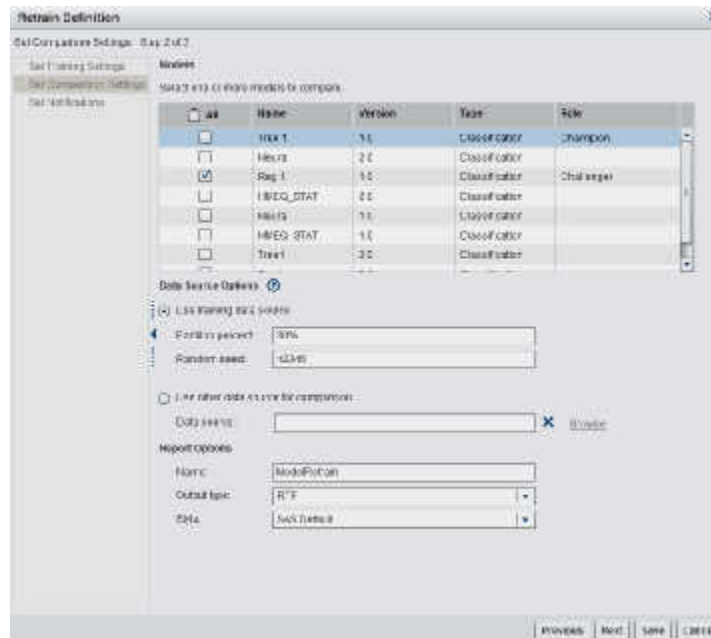 Retrain Definition
Set Comparison Settings Step 2 of 3
Set Training Settings
Set Comparison Settings
Set Notifications
Models
Select one or more models to compare.
All Name Version Type Role
Tree 1 1.0 Classification Champion
Neural 2.0 Classification
Reg 1 1.0 Classification Challenger
HMEQ_STAT 2.0 Classification
Neural 1.0 Classification
HMEQ_STAT 1.0 Classification
Tree 1 Classification
Data Source Options
Use training data source
Partition percent:
Random seed: 12345
Use other data source for comparison
Data source: Browse
Report Options
Name: ModelRetrain
Output type: RTF
Style: SAS Default
Previous Next Save Cancel